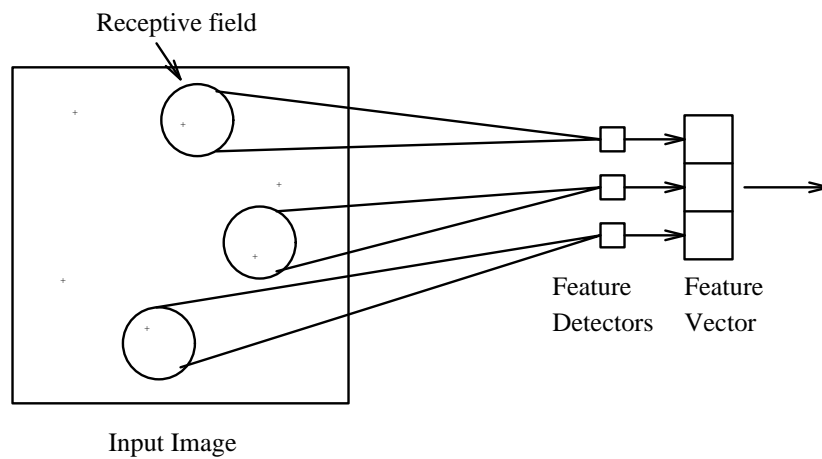 Receptive field
Feature
Detectors
Feature
Vector
Input Image